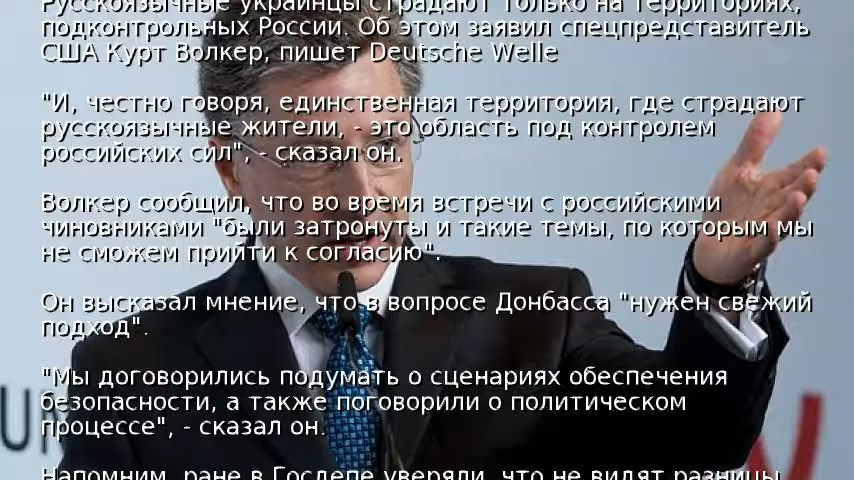 Русскоязычные украинцы страдают только на территориях,
подконтрольных России. Об этом заявил спецпредставитель
США Курт Волкер, пишет Deutsche Welle
"И, честно говоря, единственная территория, где страдают
русскоязычные жители, - это область под контролем
российских сил", - сказал он.
Волкер сообщил, что во время встречи с российскими
чиновниками "были затронуты и такие темы, по которым мы
не сможем прийти к согласию".
Он высказал мнение, что в вопросе Донбасса "нужен свежий
подход".
"Мы договорились подумать о сценариях обеспечения
безопасности, а также поговорили о политическом
процессе", - сказал он.
Напомним, ране в Госдепе уверяли, что не видят разницы